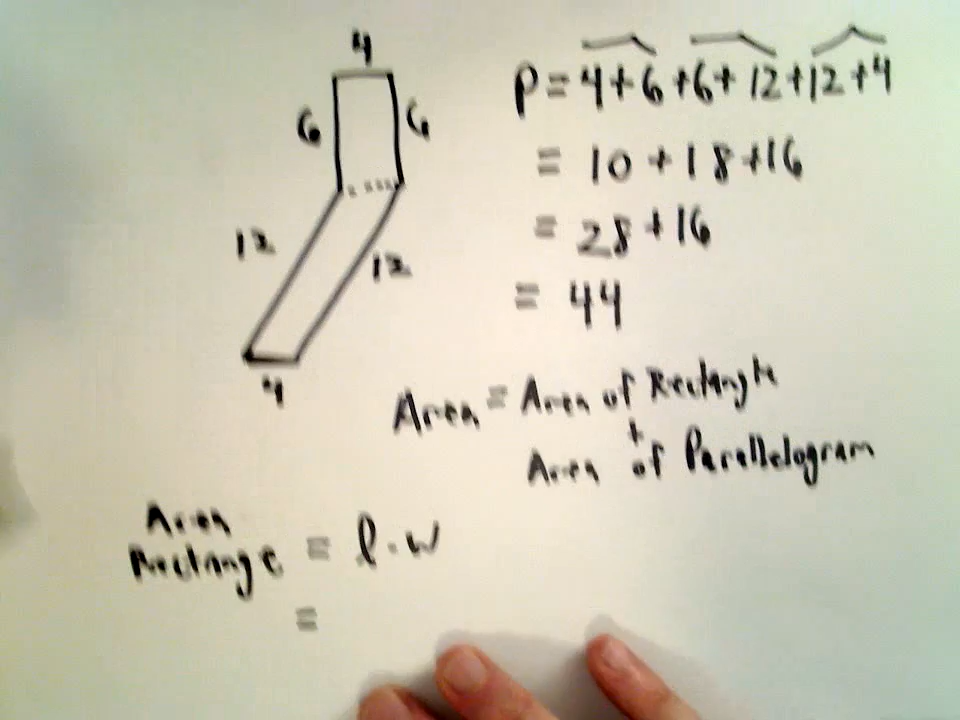 4
6 6
12
12
4
P = 4+6+6+12+12+4
= 10+18+16
= 28+16
= 44
Area = Area of Rectangle
+
Area of Parallelogram
Area
Rectange = l·w
=